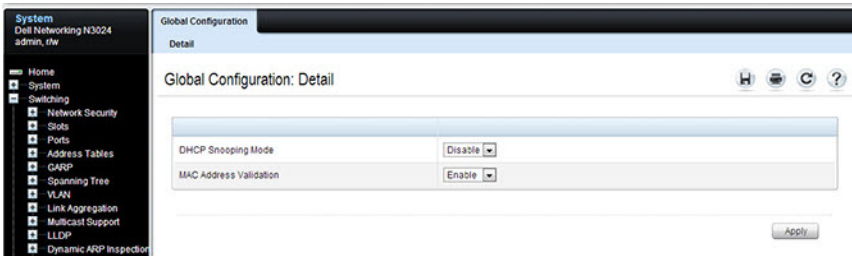 System
Dell Networking N3024
admin, r/w
Home
System
Switching
Network Security
Slots
Ports
Address Tables
GARP
Spanning Tree
VLAN
Link Aggregation
Multicast Support
LLDP
Dynamic ARP Inspection
Global Configuration
Detail
Global Configuration: Detail
?
DHCP Snooping Mode
Disable
MAC Address Validation
Enable
Apply